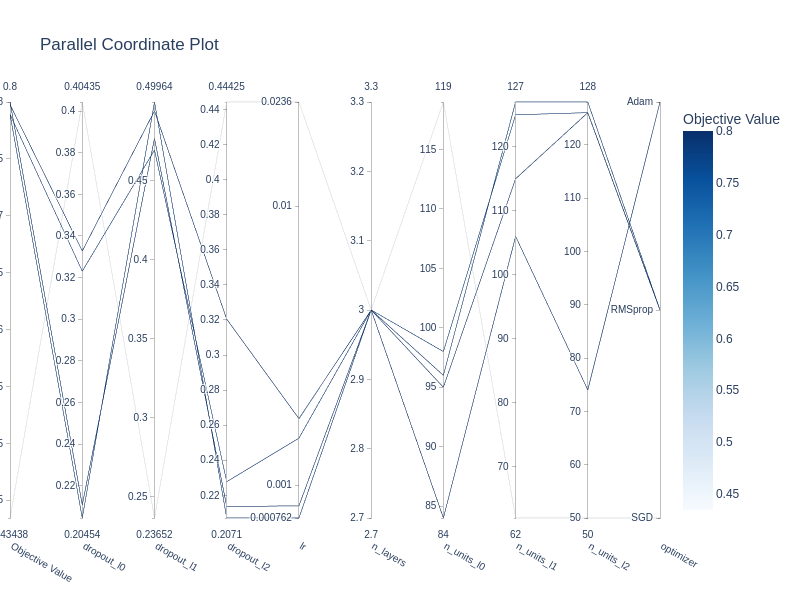 Parallel Coordinate Plot
0.8 0.40435 0.49964 0.44425 3.3 119 127 128
0.4 0.44 0.0236 3.3 Adam
Objective Value
0.8
0.38 0.42 115 120 120
0.45 0.4 3.2 0.75
0.36 0.38 0.01 110 110 110
0.34 0.36 3.1 0.7
0.4 0.34 105 100 100
0.32 0.65
0.3 0.32 3 100 90 90 RMSprop
0.35 0.3 0.6
0.28 2.9 95 80 80
0.26 0.28 0.55
0.3 0.26 90 70
0.24 0.24 2.8 70 60 0.5
0.22 0.25 0.22 0.001 85 0.45
0.000762 2.7 50 SGD
43438 0.20454 0.23652 0.2071 2.7 84 62 50
Objective Value dropout_l0 dropout_l1 dropout_l2 lr n_layers n_units_l0 n_units_l1 n_units_l2 optimizer